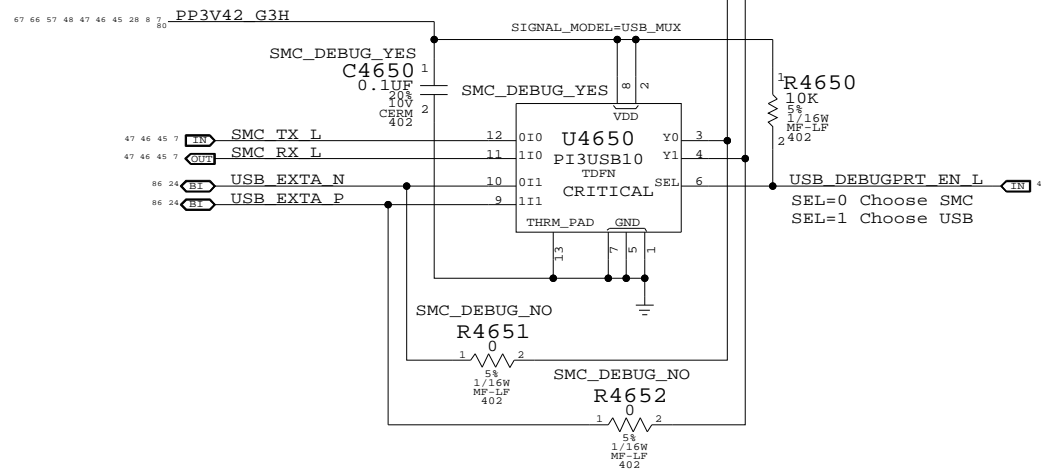 67 66 57 48 47 46 45 28 8 7
80
PP3V42_G3H
SIGNAL_MODEL=USB_MUX
SMC_DEBUG_YES
C4650
0.1UF
20%
10V
CERM
402
1
2
SMC_DEBUG_YES
8
2
VDD
1
R4650
10K
5%
1/16W
MF-LF
402
2
47 46 45 7 IN SMC_TX_L 12 0I0
U4650
Y0 3
47 46 45 7 OUT SMC_RX_L 11 1I0
PI3USB10
Y1 4
TDFN
86 24 BI USB_EXTA_N 10 0I1
CRITICAL
SEL 6
USB_DEBUGPRT_EN_L IN 4
86 24 BI USB_EXTA_P 9 1I1
SEL=0 Choose SMC
SEL=1 Choose USB
THRM_PAD
GND
13
7
5
1
SMC_DEBUG_NO
R4651
0
1
2
5%
1/16W
MF-LF
402
SMC_DEBUG_NO
R4652
0
1
2
5%
1/16W
MF-LF
402